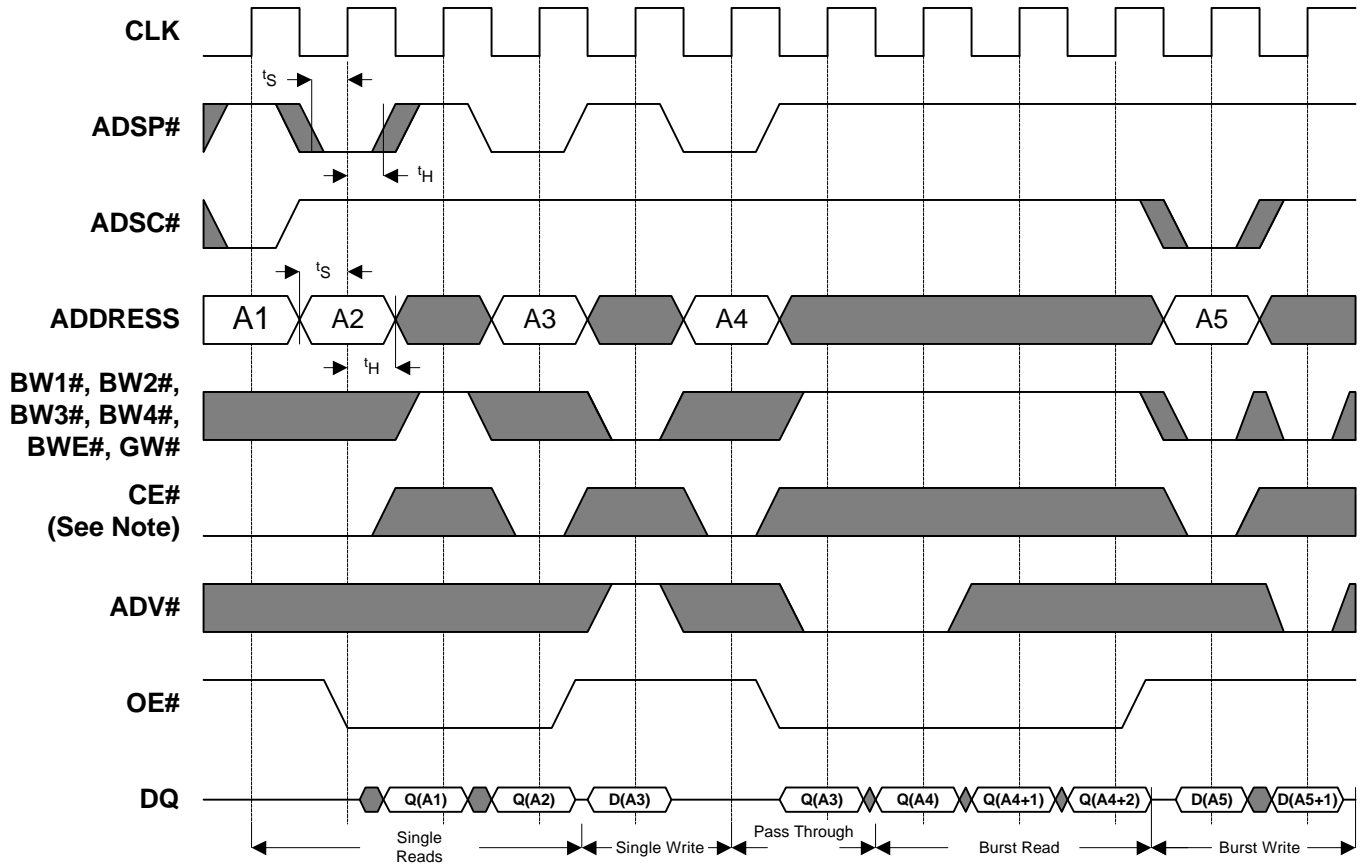 CLK
tS
ADSP#
tH
ADSC#
tS
ADDRESS
A1
A2
A3
A4
A5
tH
BW1#, BW2#,
BW3#, BW4#,
BWE#, GW#
CE#
(See Note)
ADV#
OE#
DQ
Q(A1)
Q(A2)
D(A3)
Q(A3)
Q(A4)
Q(A4+1)
Q(A4+2)
D(A5)
D(A5+1)
Single
Reads
Single Write
Pass Through
Burst Read
Burst Write